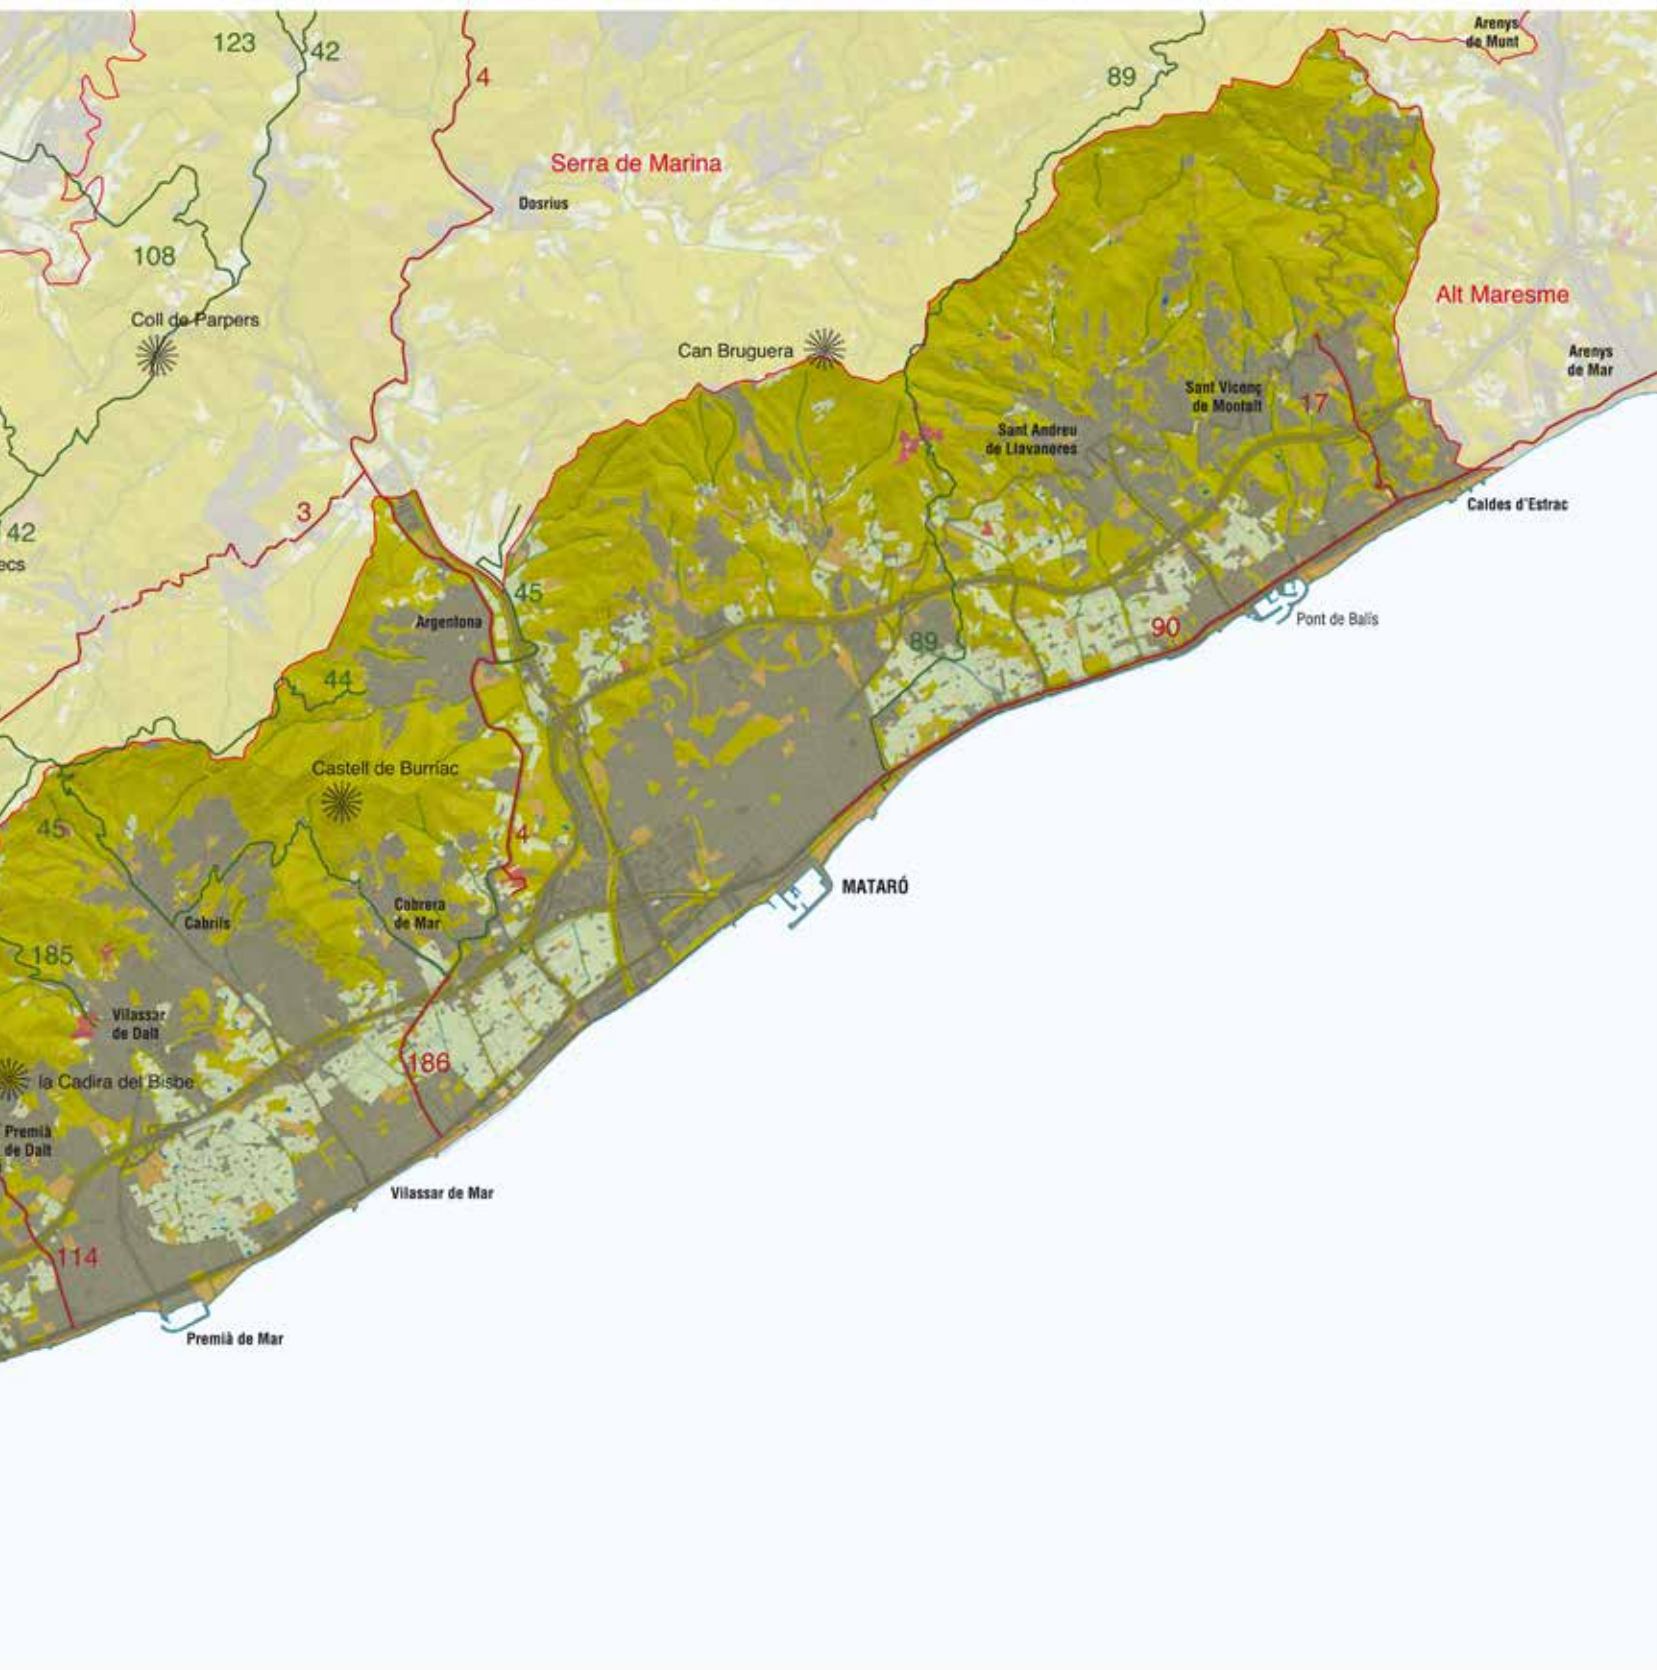 Arenys
de Munt
123
42
4
89
Serra de Marina
Dosrius
108
Alt Maresme
Coll de Parpers
Can Bruguera
Arenys
de Mar
Sant Vicenç
de Montalt
17
Sant Andreu
de Llavaneres
3
Caldes d'Estrac
42
ecs
45
Argentona
Pont de Balís
90
89
44
Castell de Burriac
45
4
MATARÓ
Cabrera
de Mar
Cabrils
185
Vilassar
de Dalt
186
la Cadira del Bisbe
Premià
de Dalt
Vilassar de Mar
114
Premià de Mar